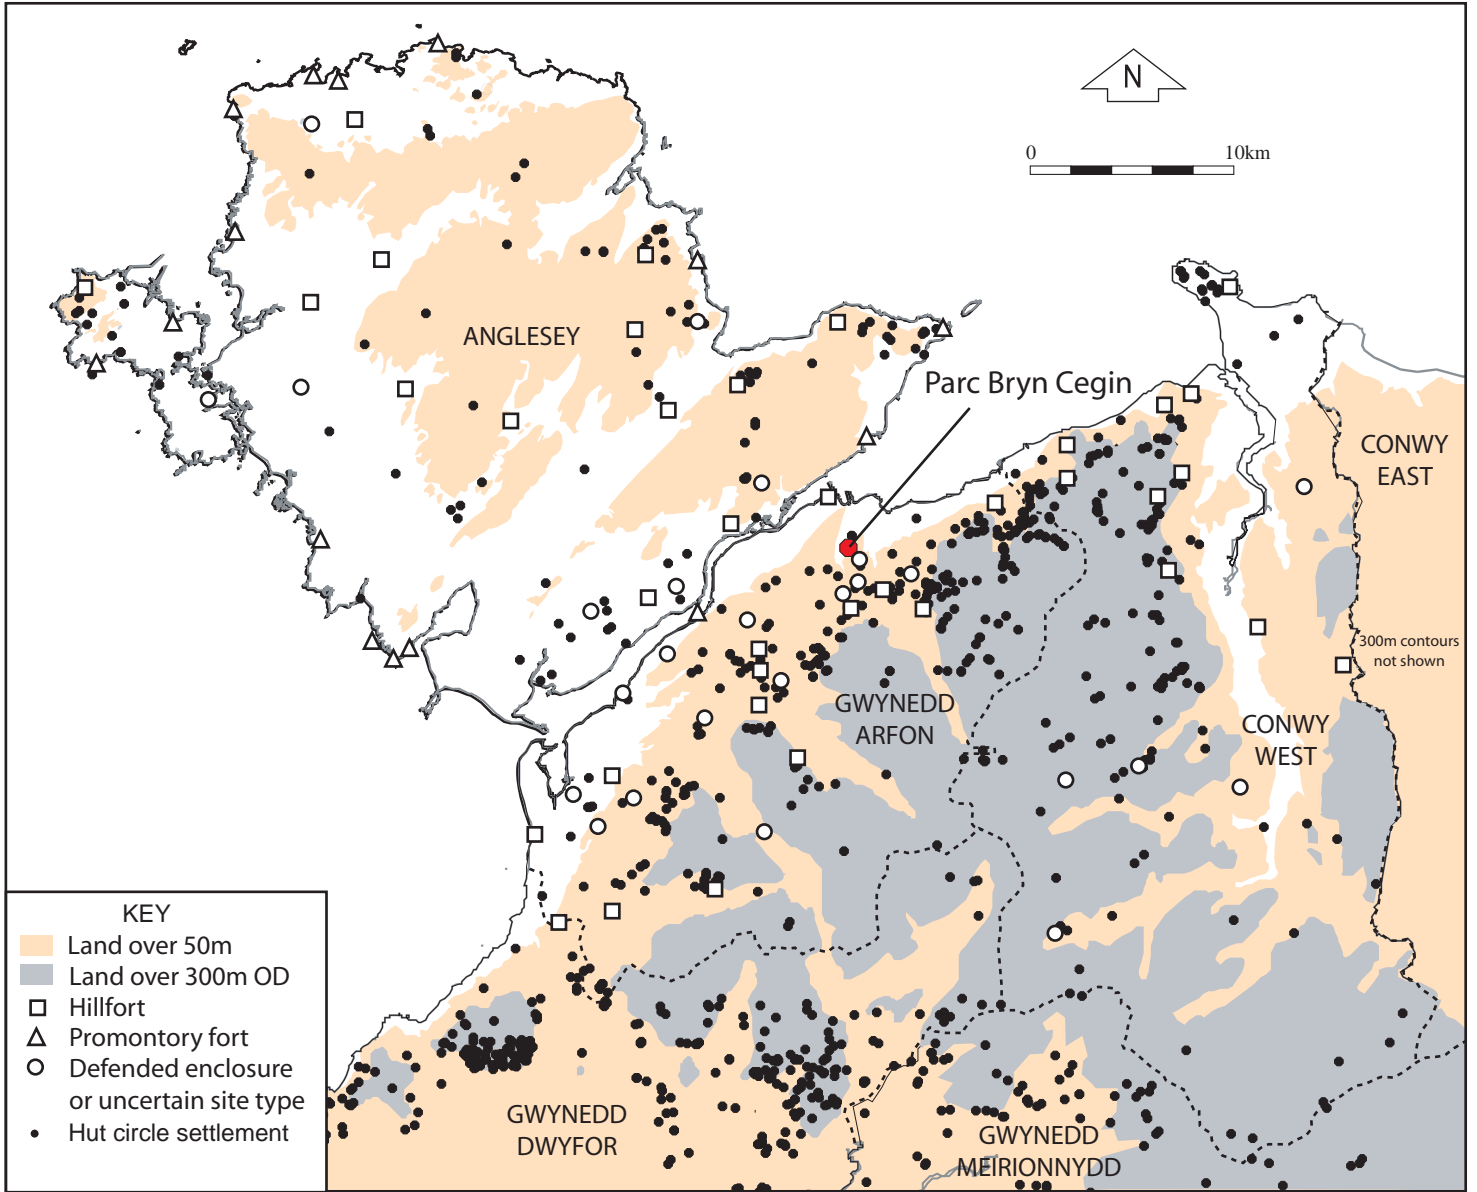 N
0 10km
ANGLESEY
Parc Bryn Cegin
CONWY
EAST
300m contours
not shown
GWYNEDD
ARFON
CONWY
WEST
KEY
Land over 50m
Land over 300m OD
Hillfort
Promontory fort
Defended enclosure
or uncertain site type
Hut circle settlement
GWYNEDD
DWYFOR
GWYNEDD
MEIRIONNYDD